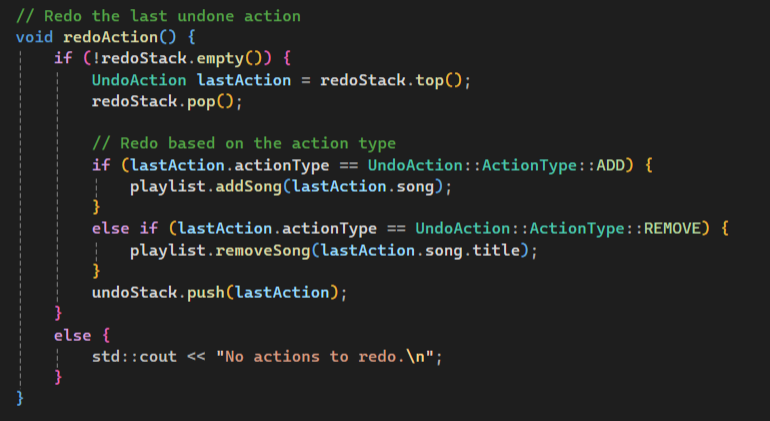 // Redo the last undone action
void redoAction() {
    if (!redoStack.empty()) {
        UndoAction lastAction = redoStack.top();
        redoStack.pop();

        // Redo based on the action type
        if (lastAction.actionType == UndoAction::ActionType::ADD) {
            playlist.addSong(lastAction.song);
        }
        else if (lastAction.actionType == UndoAction::ActionType::REMOVE) {
            playlist.removeSong(lastAction.song.title);
        }
        undoStack.push(lastAction);
    }
    else {
        std::cout << "No actions to redo.\n";
    }
}